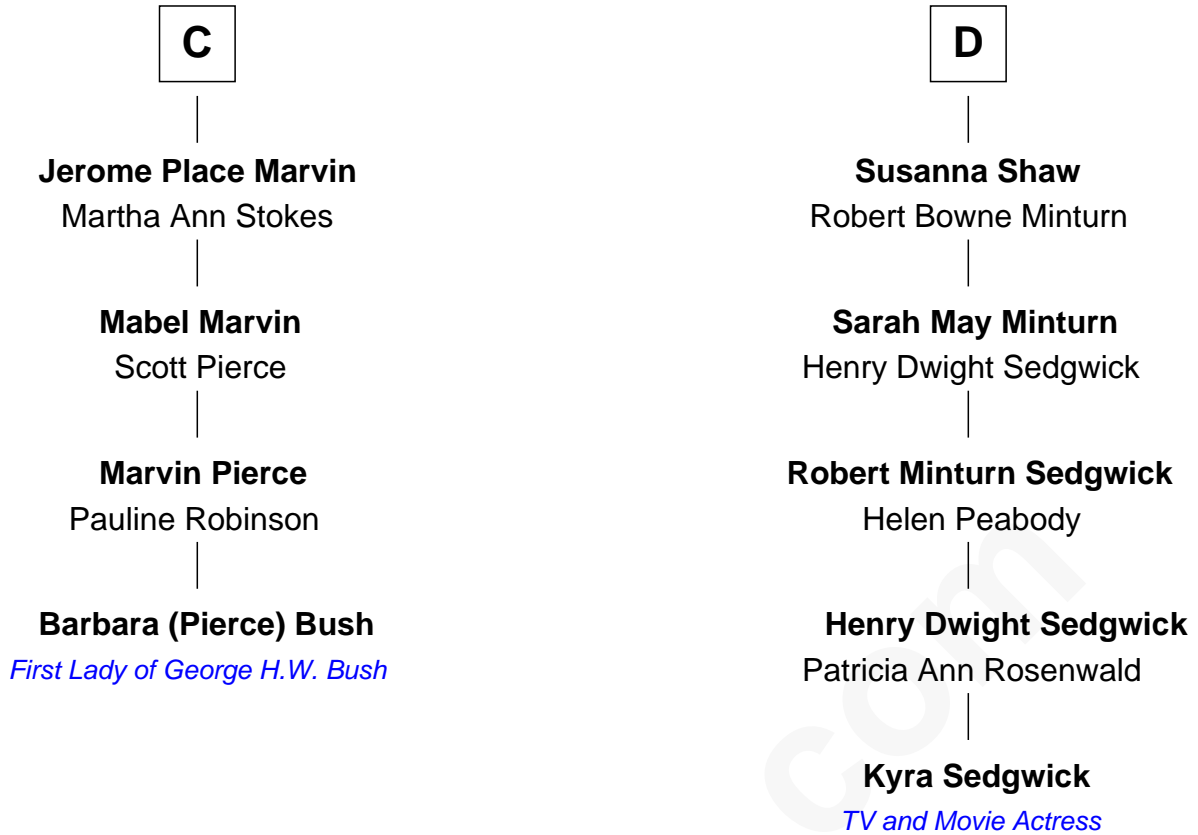 C
Jerome Place Marvin
Martha Ann Stokes
Mabel Marvin
Scott Pierce
Marvin Pierce
Pauline Robinson
Barbara (Pierce) Bush
First Lady of George H.W. Bush
D
Susanna Shaw
Robert Bowne Minturn
Sarah May Minturn
Henry Dwight Sedgwick
Robert Minturn Sedgwick
Helen Peabody
Henry Dwight Sedgwick
Patricia Ann Rosenwald
Kyra Sedgwick
TV and Movie Actress
com